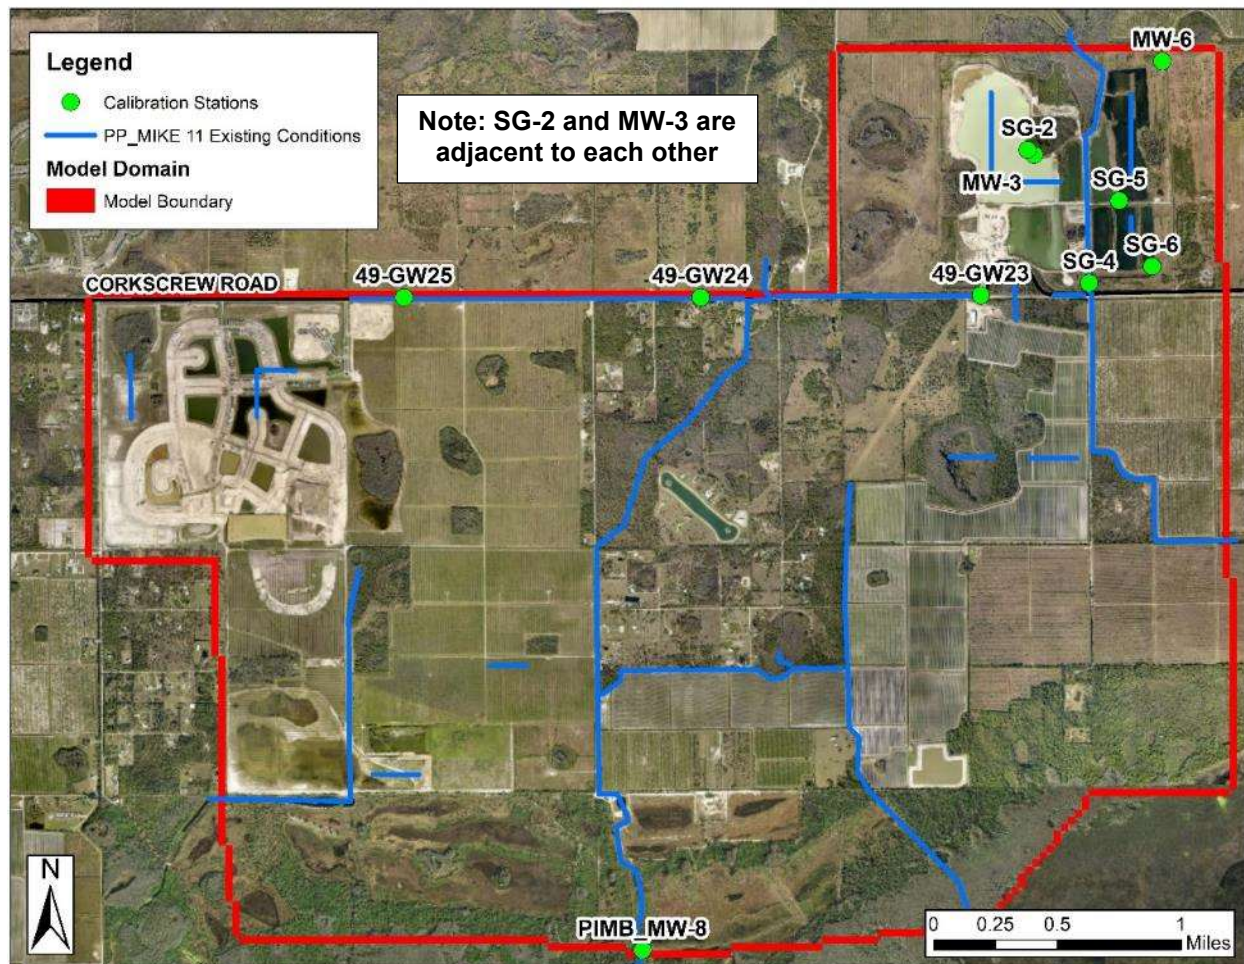 Legend
Calibration Stations
PP_MIKE 11 Existing Conditions
Model Domain
Model Boundary
Note: SG-2 and MW-3 are
adjacent to each other
MW-6
SG-2
MW-3
SG-5
SG-6
SG-4
CORKSCREW ROAD
49-GW25
49-GW24
49-GW23
PIMB_MW-8
N
0 0.25 0.5 1
Miles